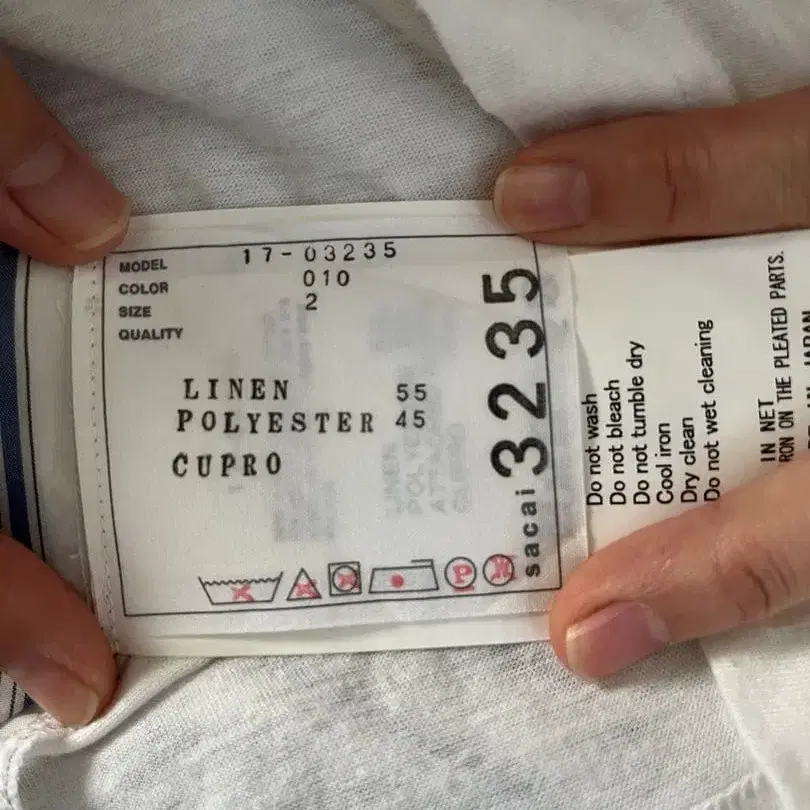 MODEL 17-03235
COLOR 010
SIZE 2
QUALITY
LINEN 55
POLYESTER 45
CUPRO
sacai 3235
P
W
Do not wash
Do not bleach
Do not tumble dry
Cool iron
Dry clean
Do not wet cleaning
IN NET
ON THE PLEATED PARTS.
JAPAN